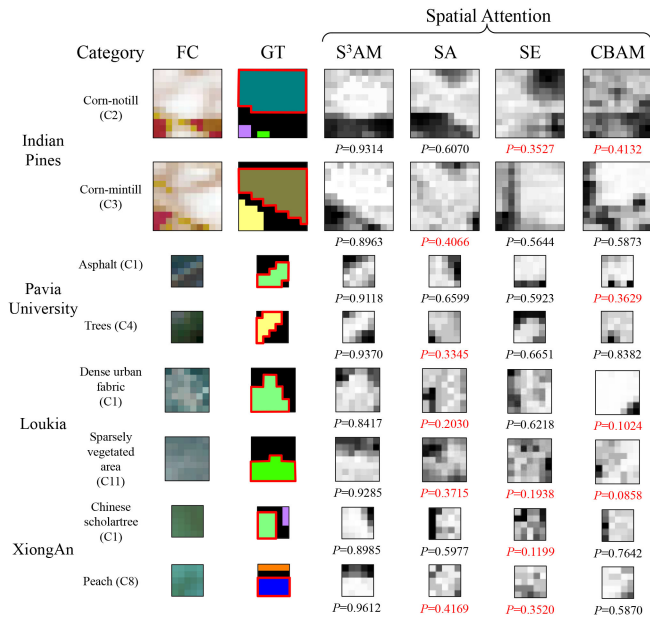 Spatial Attention
Category FC GT S³AM SA SE CBAM
Indian
Pines
Corn-notill
(C2)
P=0.9314 P=0.6070 P=0.3527 P=0.4132
Corn-mintill
(C3)
P=0.8963 P=0.4066 P=0.5644 P=0.5873
Pavia
University
Asphalt (C1)
P=0.9118 P=0.6599 P=0.5923 P=0.3629
Trees (C4)
P=0.9370 P=0.3345 P=0.6651 P=0.8382
Loukia
Dense urban
fabric
(C1)
P=0.8417 P=0.2030 P=0.6218 P=0.1024
Sparsely
vegetated
area
(C11)
P=0.9285 P=0.3715 P=0.1938 P=0.0858
XiongAn
Chinese
scholartree
(C1)
P=0.8985 P=0.5977 P=0.1199 P=0.7642
Peach (C8)
P=0.9612 P=0.4169 P=0.3520 P=0.5870